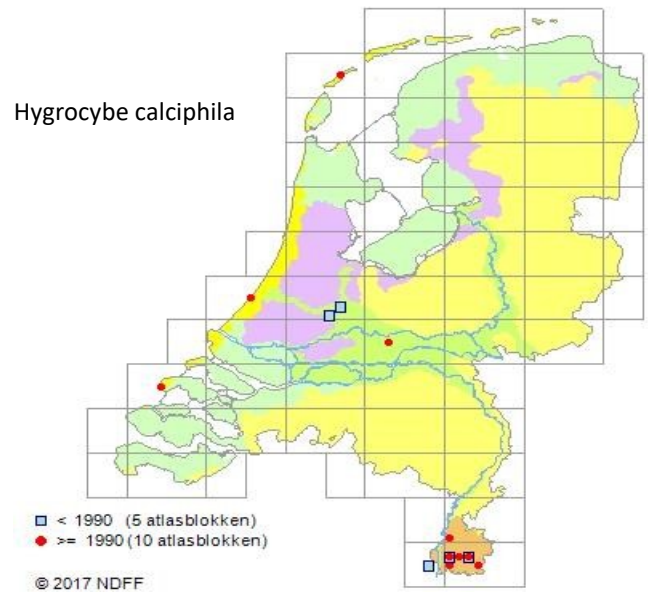 Hygrocybe calciphila
< 1990 (5 atlasblokken)
>= 1990 (10 atlasblokken)
© 2017 NDFF